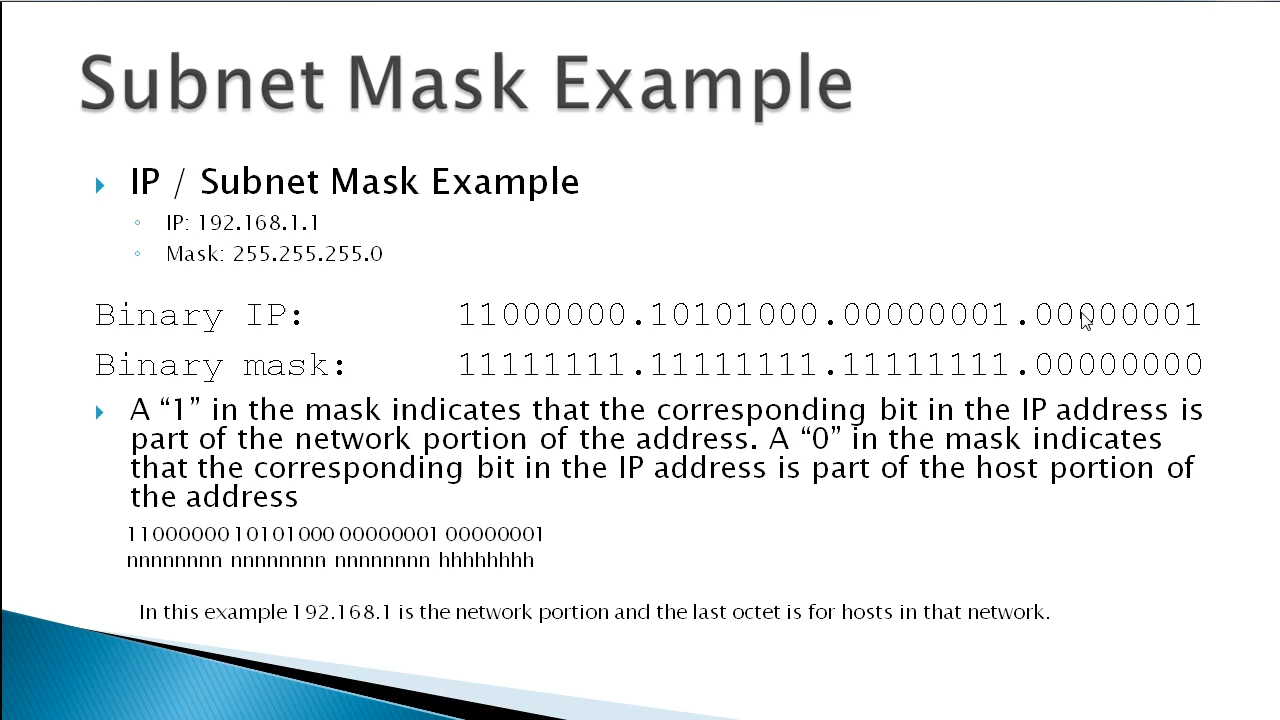 Subnet Mask Example
IP / Subnet Mask Example
IP: 192.168.1.1
Mask: 255.255.255.0
Binary IP: 11000000.10101000.00000001.00000001
Binary mask: 11111111.11111111.11111111.00000000
A “1” in the mask indicates that the corresponding bit in the IP address is
part of the network portion of the address. A “0” in the mask indicates
that the corresponding bit in the IP address is part of the host portion of
the address
11000000 10101000 00000001 00000001
nnnnnnnn nnnnnnnn nnnnnnnn hhhhhhhh
In this example 192.168.1 is the network portion and the last octet is for hosts in that network.